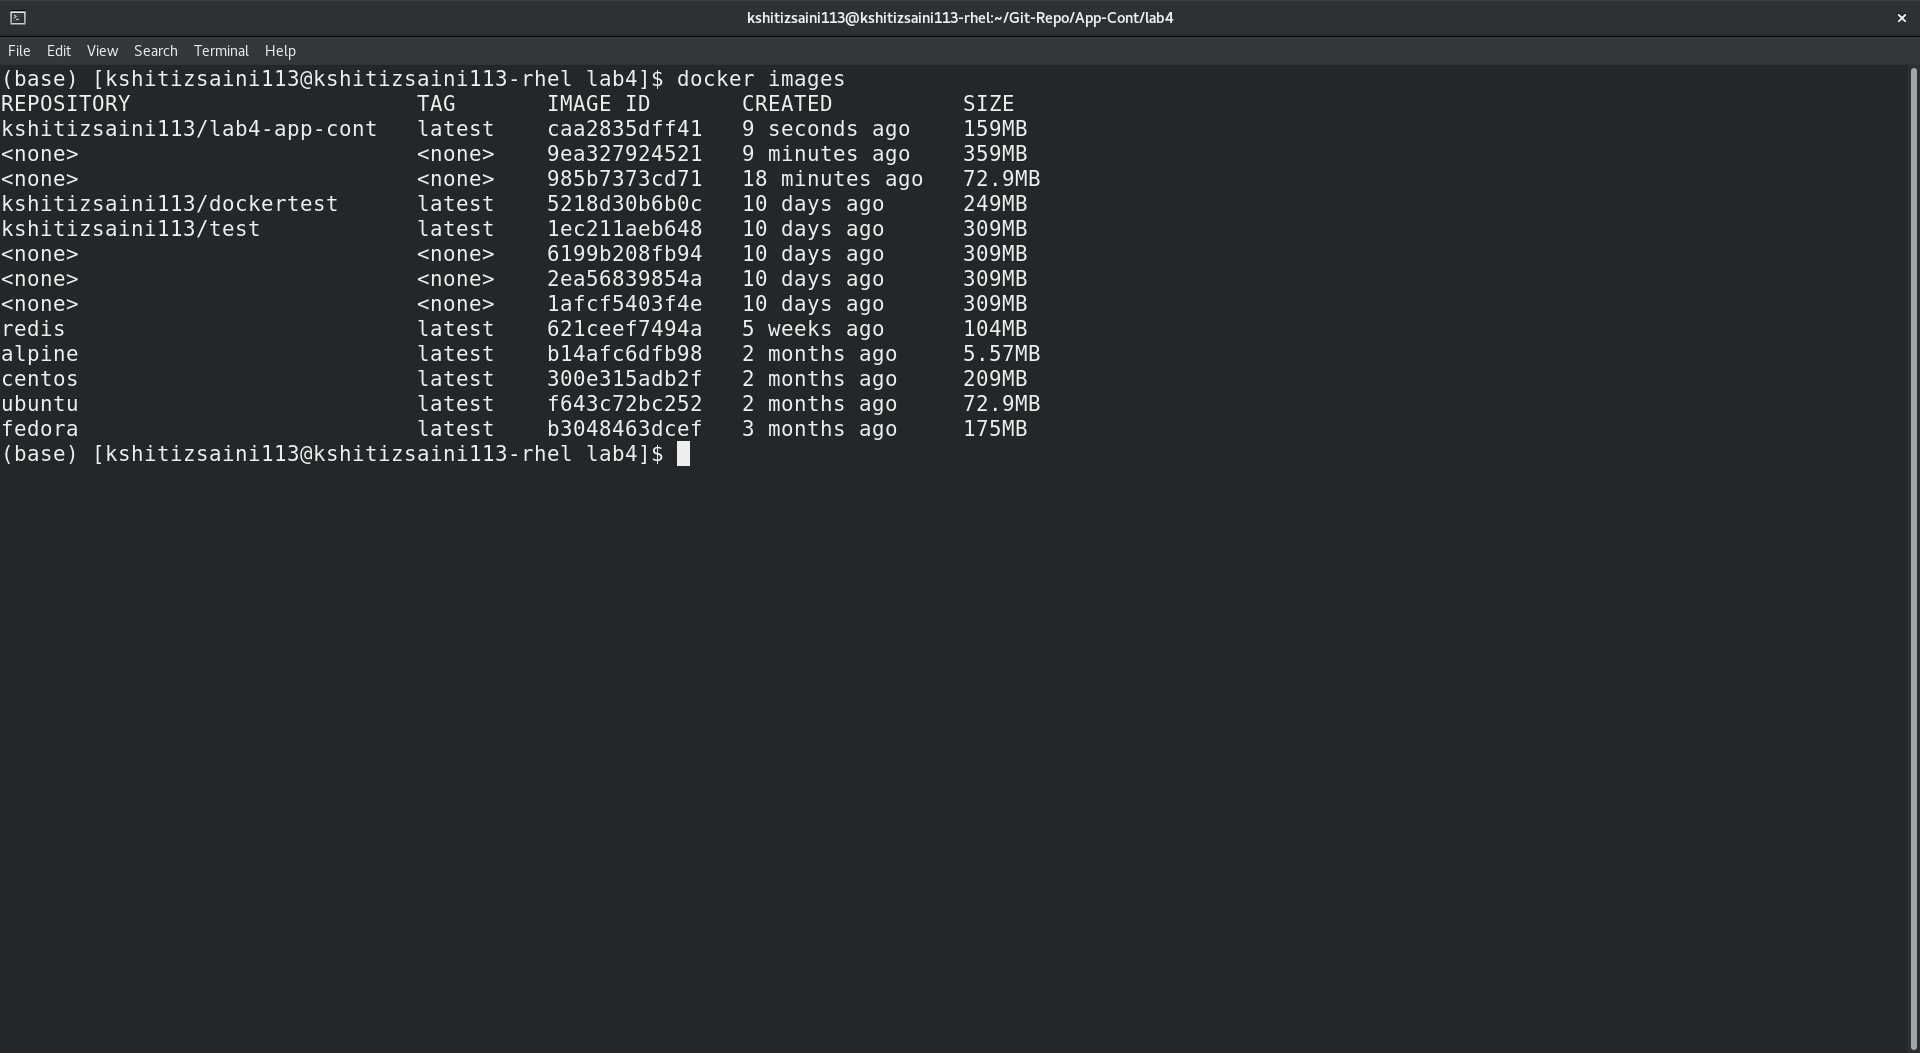 kshitizsaini113@kshitizsaini113-rhel:~/Git-Repo/App-Cont/lab4
File Edit View Search Terminal Help
(base) [kshitizsaini113@kshitizsaini113-rhel lab4]$ docker images
REPOSITORY TAG IMAGE ID CREATED SIZE
kshitizsaini113/lab4-app-cont latest caa2835dff41 9 seconds ago 159MB
<none> <none> 9ea327924521 9 minutes ago 359MB
<none> <none> 985b7373cd71 18 minutes ago 72.9MB
kshitizsaini113/dockertest latest 5218d30b6b0c 10 days ago 249MB
kshitizsaini113/test latest 1ec211aeb648 10 days ago 309MB
<none> <none> 6199b208fb94 10 days ago 309MB
<none> <none> 2ea56839854a 10 days ago 309MB
<none> <none> 1afcf5403f4e 10 days ago 309MB
redis latest 621ceef7494a 5 weeks ago 104MB
alpine latest b14afc6dfb98 2 months ago 5.57MB
centos latest 300e315adb2f 2 months ago 209MB
ubuntu latest f643c72bc252 2 months ago 72.9MB
fedora latest b3048463dcef 3 months ago 175MB
(base) [kshitizsaini113@kshitizsaini113-rhel lab4]$